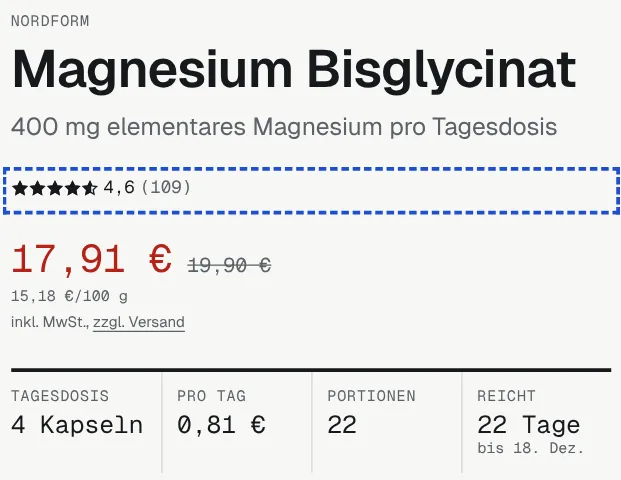 NORDFORM
Magnesium Bisglycinat
400 mg elementares Magnesium pro Tagesdosis
4,6 (109)
17,91 € 19,90 €
15,18 €/100 g
inkl. MwSt., zzgl. Versand
TAGESDOSIS PRO TAG PORTIONEN REICHT
4 Kapseln 0,81 € 22 22 Tage
bis 18. Dez.